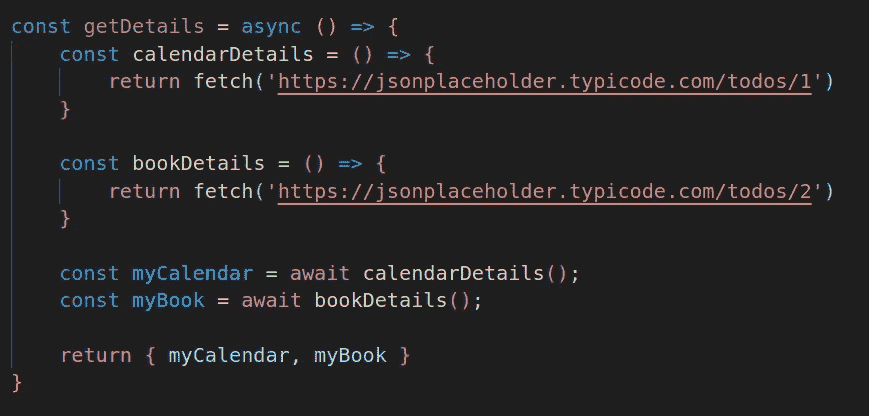 const getDetails = async () => {
    const calendarDetails = () => {
        return fetch('https://jsonplaceholder.typicode.com/todos/1')
    }

    const bookDetails = () => {
        return fetch('https://jsonplaceholder.typicode.com/todos/2')
    }

    const myCalendar = await calendarDetails();
    const myBook = await bookDetails();

    return { myCalendar, myBook }
}